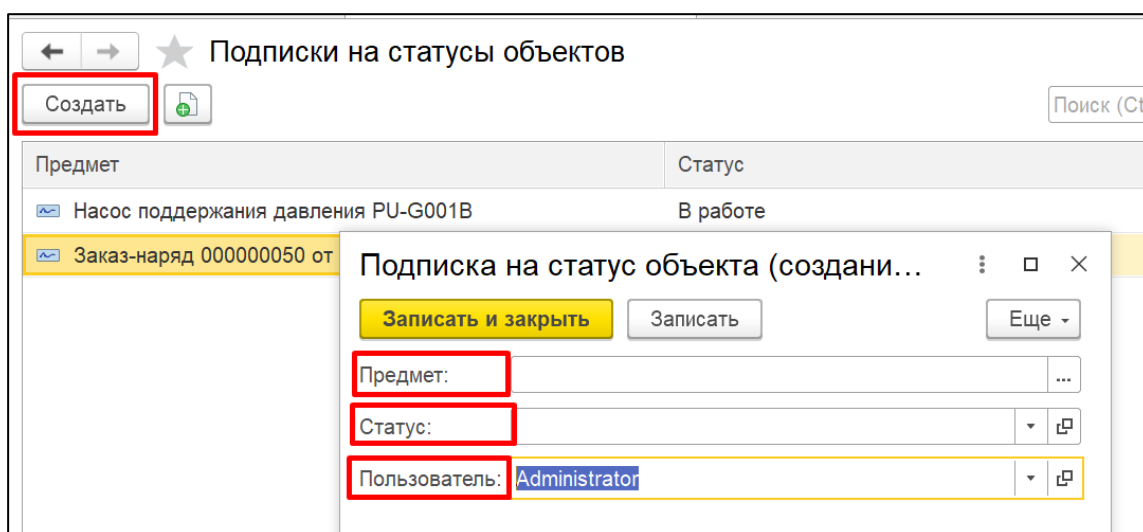 Подписки на статусы объектов
Создать
Поиск (Ct
Предмет Статус
Насос поддержания давления PU-G001B В работе
Заказ-наряд 000000050 от
Подписка на статус объекта (создани...
Записать и закрыть Записать Еще
Предмет: ...
Статус:
Пользователь: Administrator